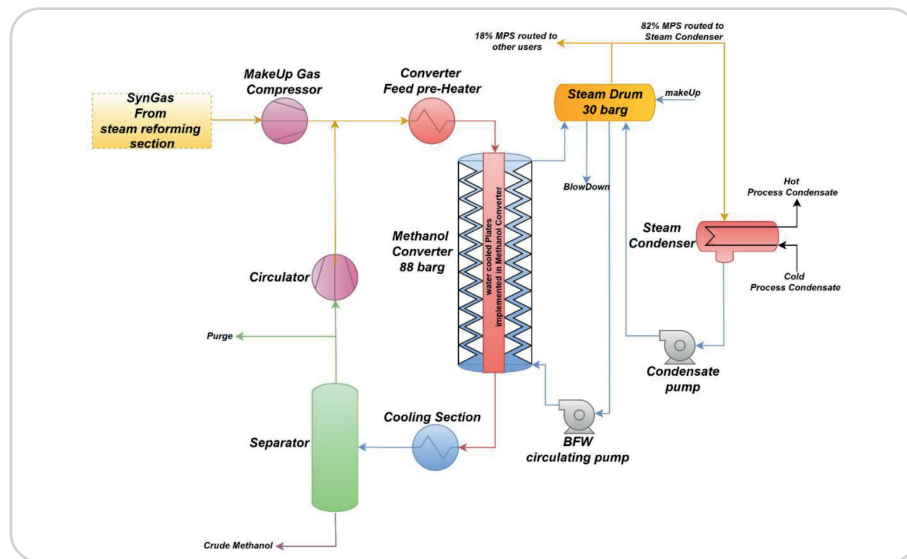 82% MPS routed to
Steam Condenser
18% MPS routed to
other users
MakeUp Gas
Compressor
Converter
Feed pre-Heater
SynGas
From
steam reforming
section
Steam Drum
30 barg
makeUp
BlowDown
Hot
Process Condensate
Steam
Condenser
Methanol
Converter
88 barg
water cooled Plates
implemented in Methanol Converter
Cold
Process Condensate
Circulator
Purge
Condensate
pump
Cooling Section
Separator
BFW
circulating pump
Crude Methanol